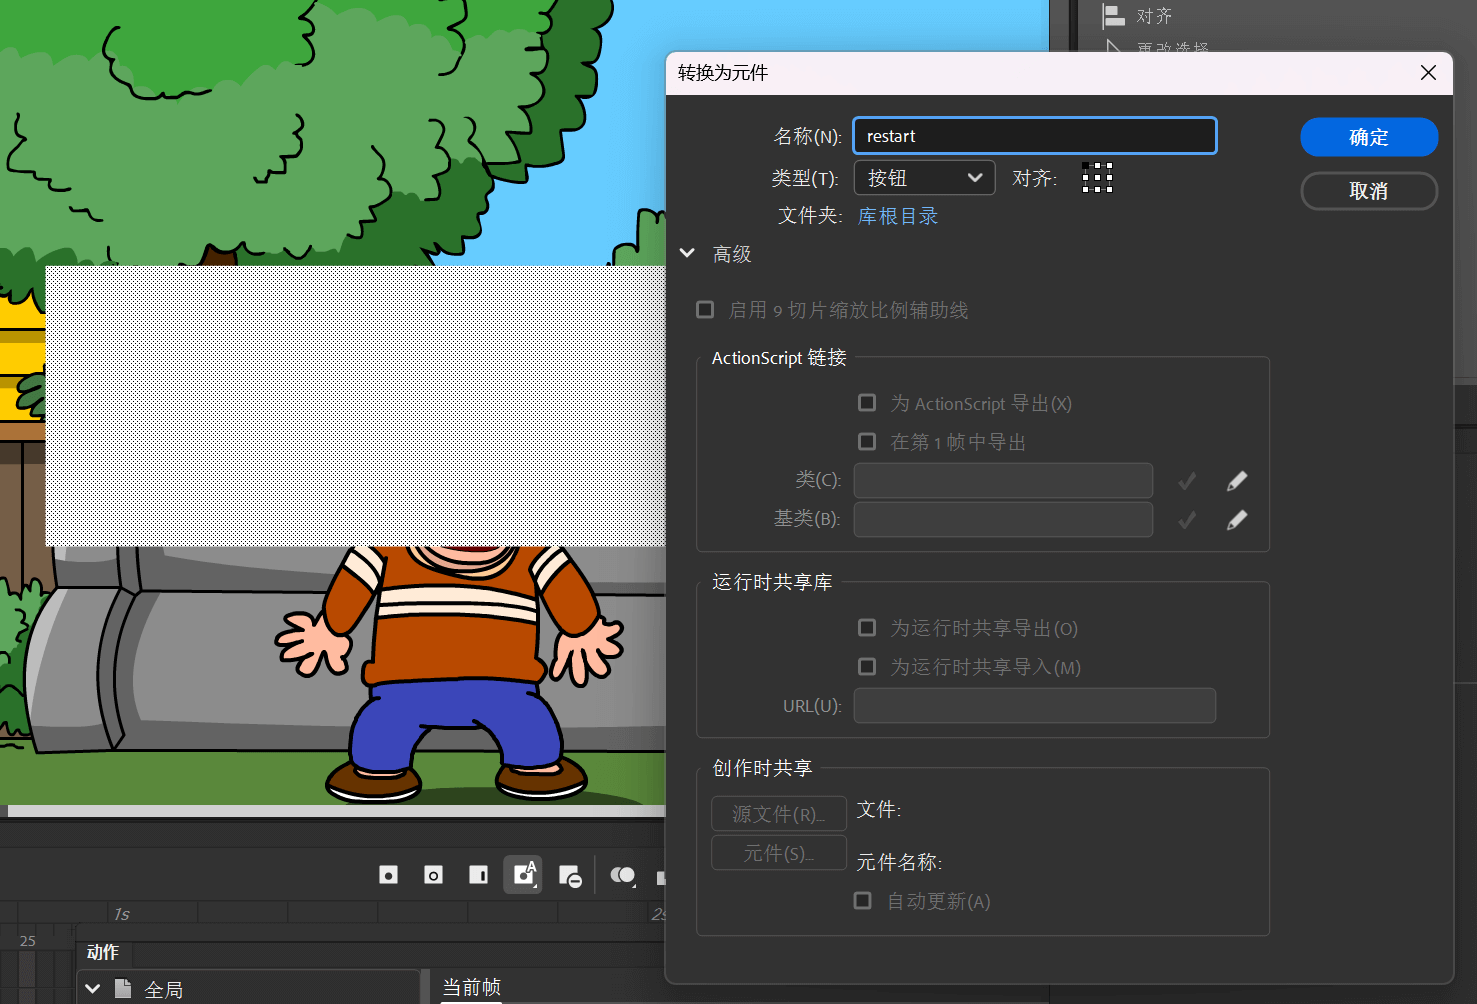 对齐
更改选择
转换为元件
名称(N): restart
确定
类型(T): 按钮 对齐:
取消
文件夹: 库根目录
高级
启用 9 切片缩放比例辅助线
ActionScript 链接
为 ActionScript 导出(X)
在第 1 帧中导出
类(C):
基类(B):
运行时共享库
为运行时共享导出(O)
为运行时共享导入(M)
URL(U):
创作时共享
源文件(R)... 文件:
元件(S)...
元件名称:
自动更新(A)
1s 2s
25
动作
全局
当前帧